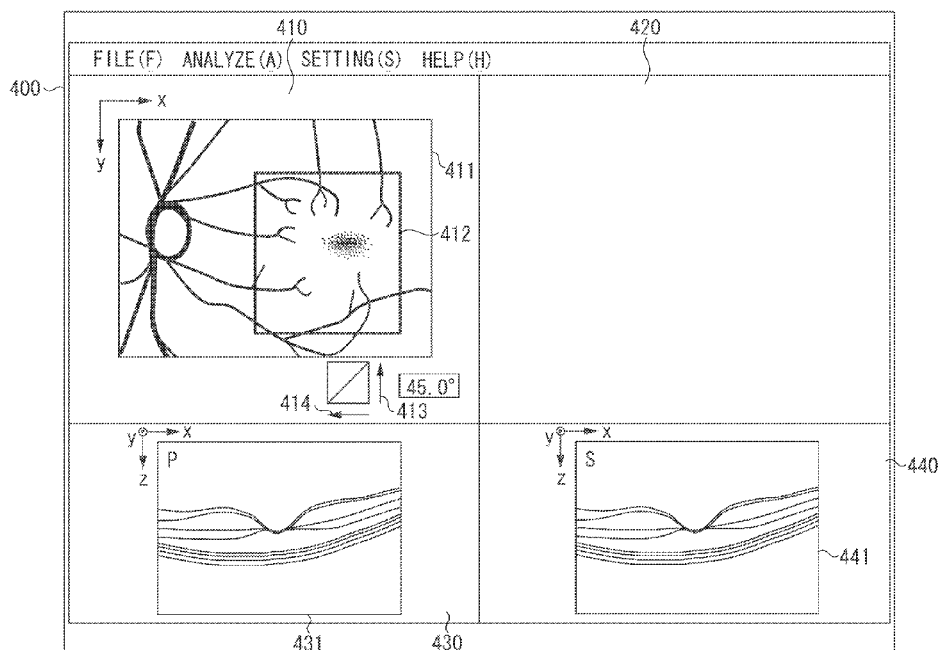 410 420
FILE(F) ANALYZE(A) SETTING(S) HELP(H)
400
x
y
411
412
45.0°
414 413
y x y x
z P z S
440
441
431 430